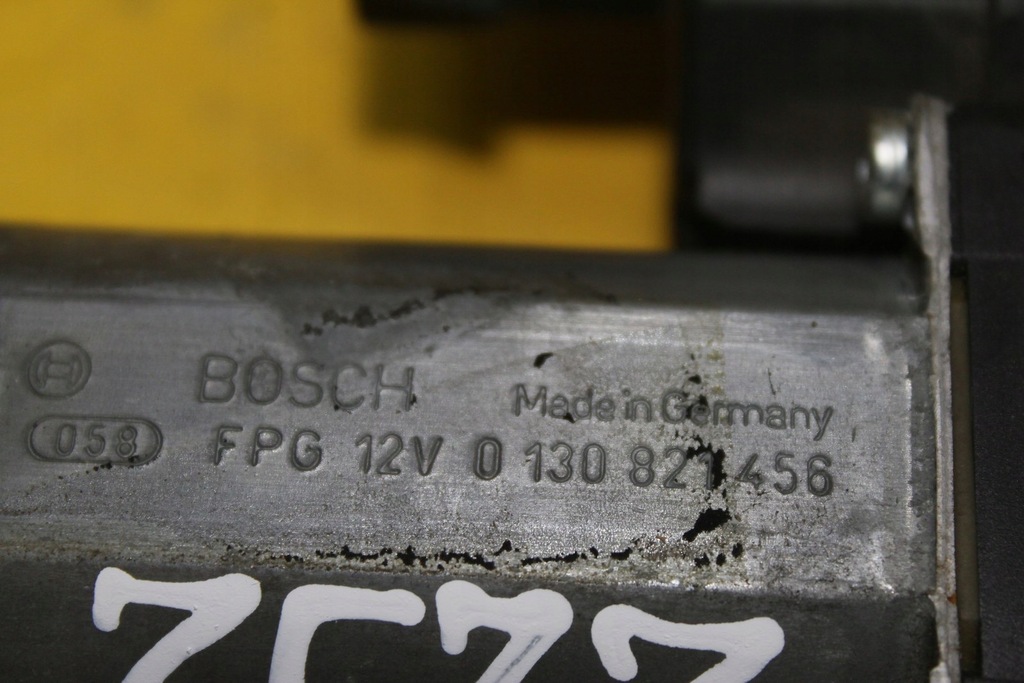 BOSCH
Made in Germany
058
FPG 12V 0 130 821 456